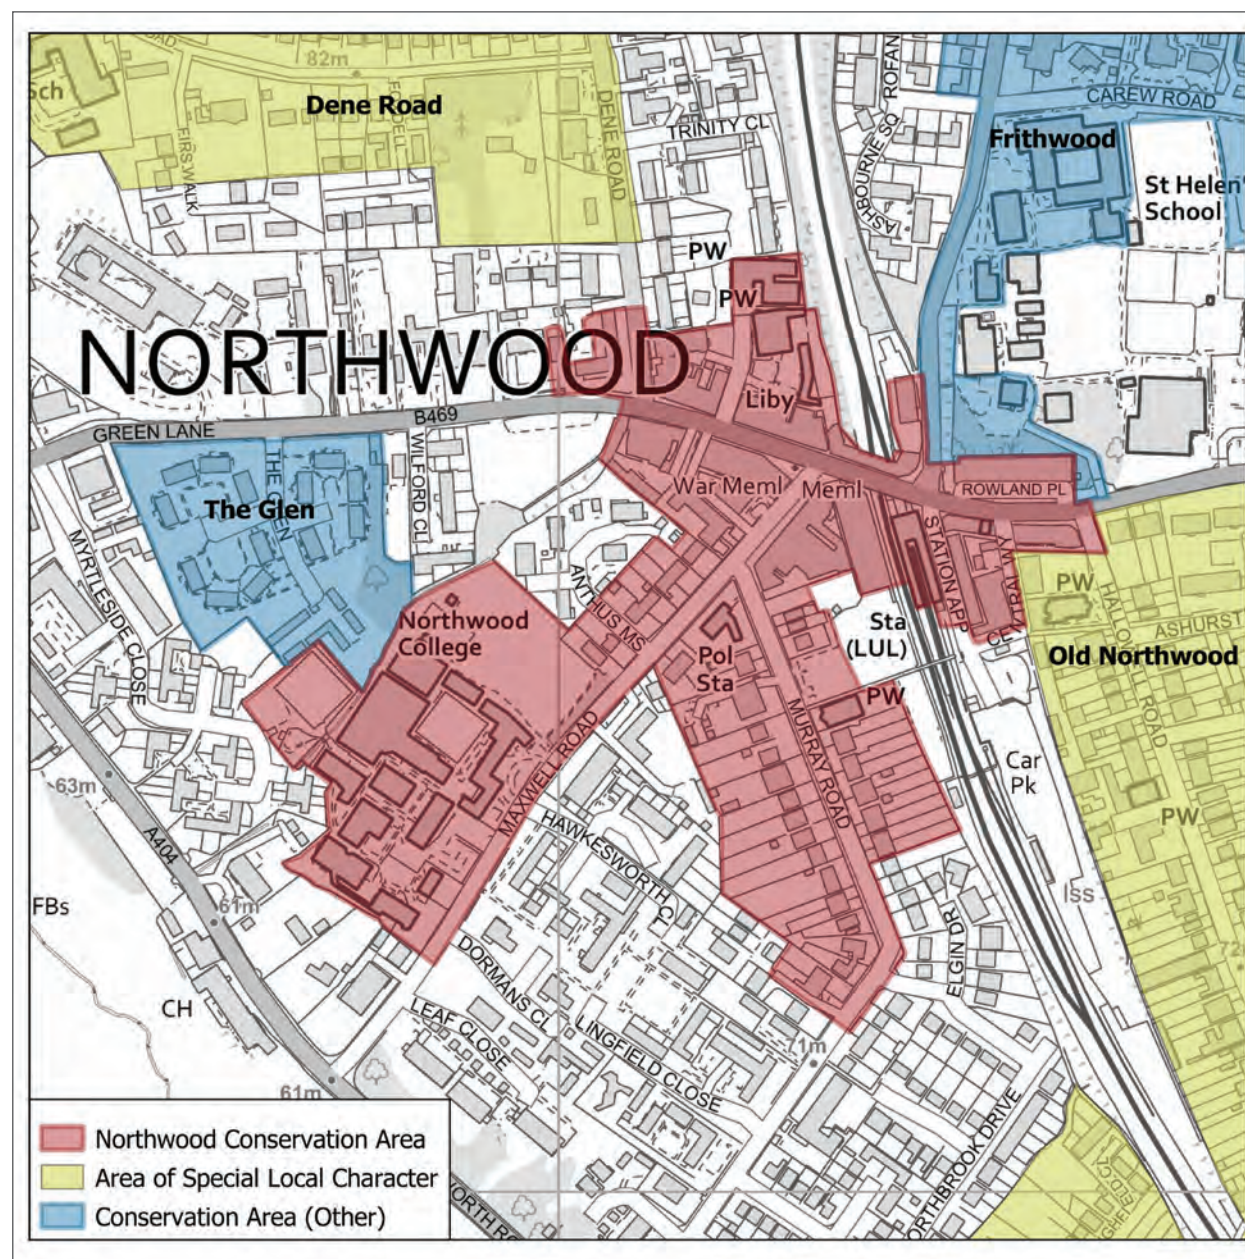 82m
Sch
Dene Road
FIRS WALK
DENE ROAD
TRINITY CL
ASHBOURNE SQ
ROFAN
CAREW ROAD
Frithwood
St Helen'
School
PW
PW
NORTHWOOD
Liby
B469
GREEN LANE
WILFORD CL
THE GLEN
The Glen
War Meml
Meml
ROWLAND PL
STATION APP
MYRTLESIDE CLOSE
ANTHUS MS
Northwood
College
Pol
Sta
Sta
(LUL)
PW
PW
ASHURST
HALLOWELL ROAD
Old Northwood
MURRAY ROAD
MAXWELL ROAD
Car
Pk
63m
A404
HAWKESWORTH CL
PW
FBs
61m
Iss
ELGIN DR
72m
CH
DORMANS CL
LEAF CLOSE
LINGFIELD CLOSE
71m
61m
NORTHBROOK DRIVE
NORTH RO
Northwood Conservation Area
Area of Special Local Character
Conservation Area (Other)